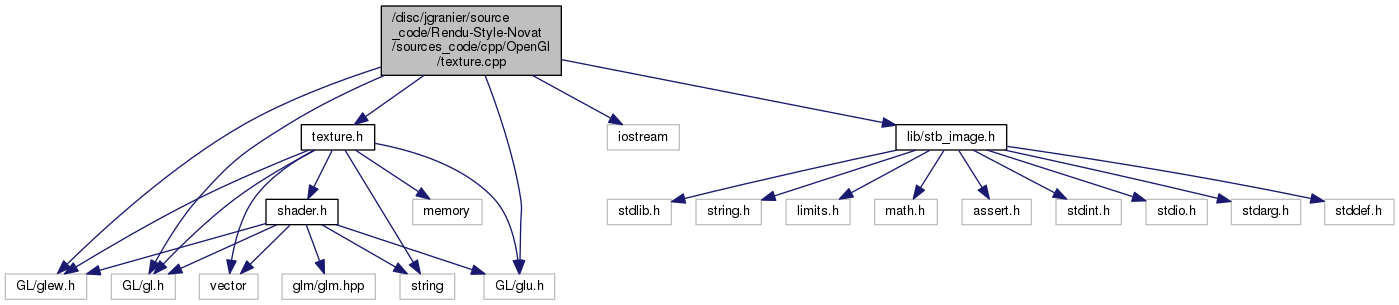 /disc/jgranier/source
_code/Rendu-Style-Novat
/sources_code/cpp/OpenGl
/texture.cpp
texture.h
iostream
lib/stb_image.h
shader.h
memory
stdlib.h
string.h
limits.h
math.h
assert.h
stdint.h
stdio.h
stdarg.h
stddef.h
GL/glew.h
GL/gl.h
vector
glm/glm.hpp
string
GL/glu.h